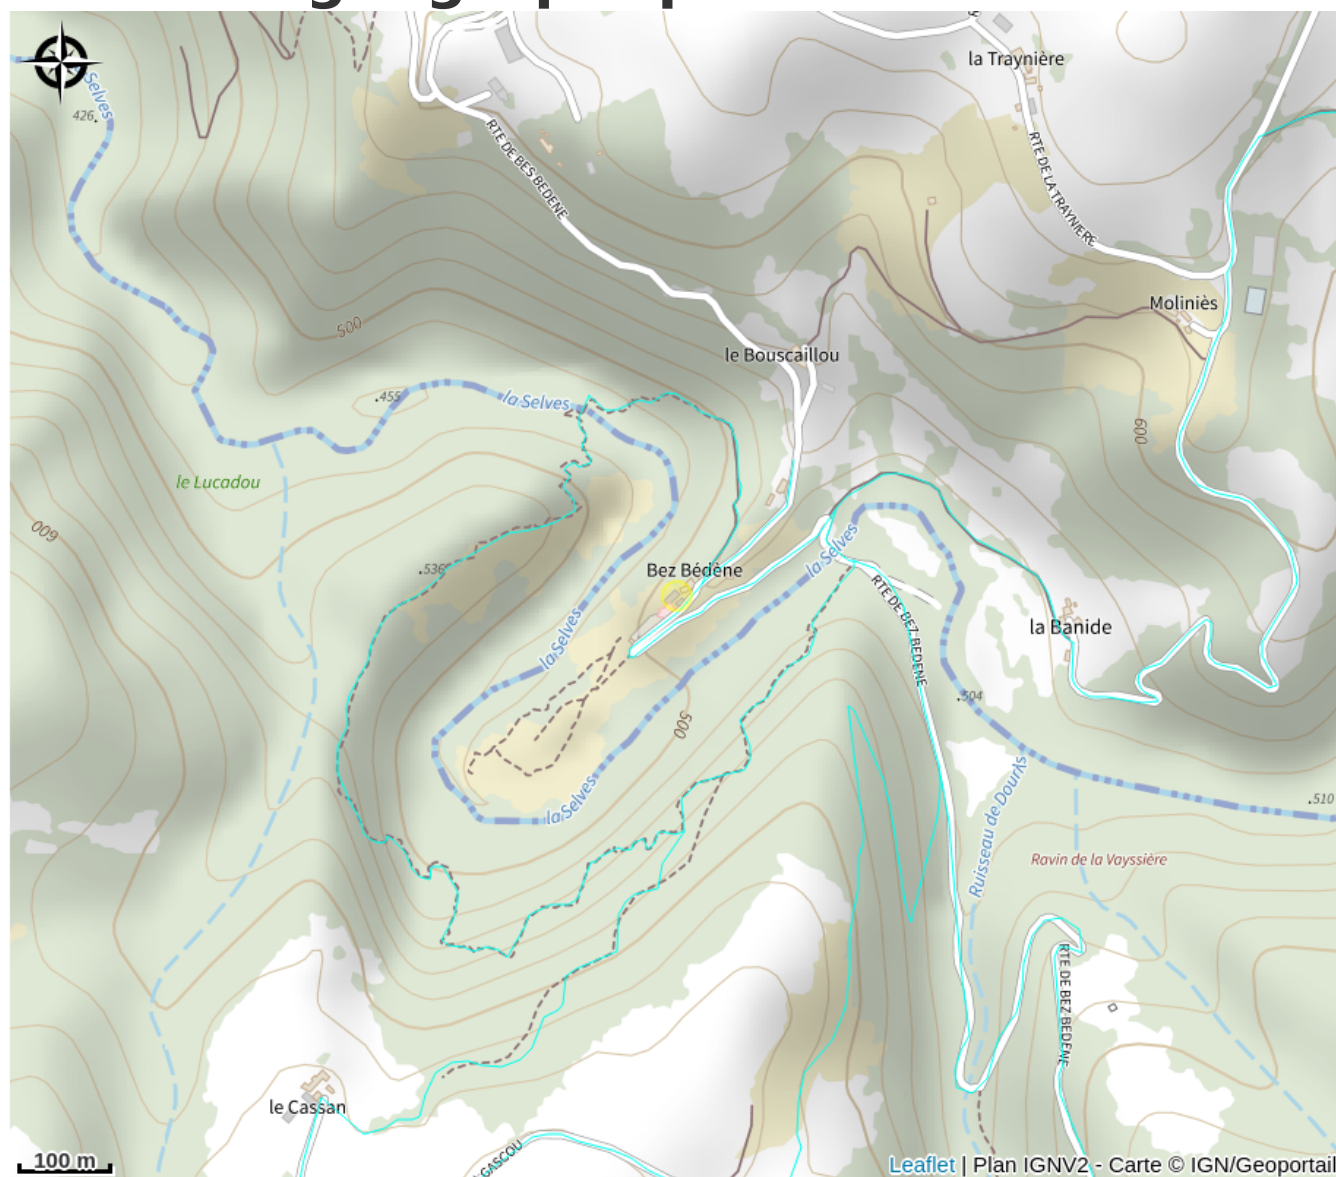 la Traynière
Selves
426
RTE DE BES BEDENE
RTE DE LA TRAYNIERE
Moliniès
500
le Bouscaillou
455
la Selves
600
le Lucadou
600
la Selves
536
Bez Bédène
RTE DE BEZ BEDENE
la Banide
la Selves
504
500
la Selves
Ruisseau de Dourls
510
Ravin de la Vayssière
RTE DE BEZ BEDENE
le Cassan
GASCOU
100 m
Leaflet | Plan IGNV2 - Carte © IGN/Geoportail